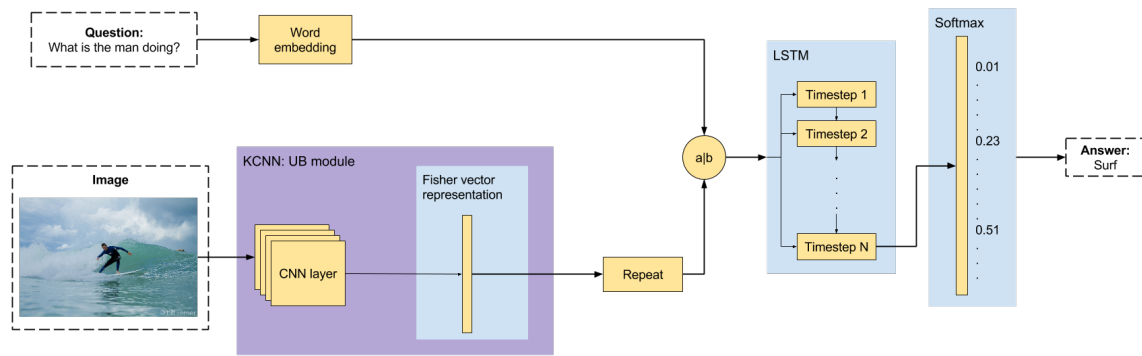 Question:
What is the man doing?
Word
embedding
Image
KCNN: UB module
CNN layer
Fisher vector
representation
Repeat
a|b
LSTM
Timestep 1
Timestep 2
Timestep N
Softmax
0.01
0.23
0.51
Answer:
Surf